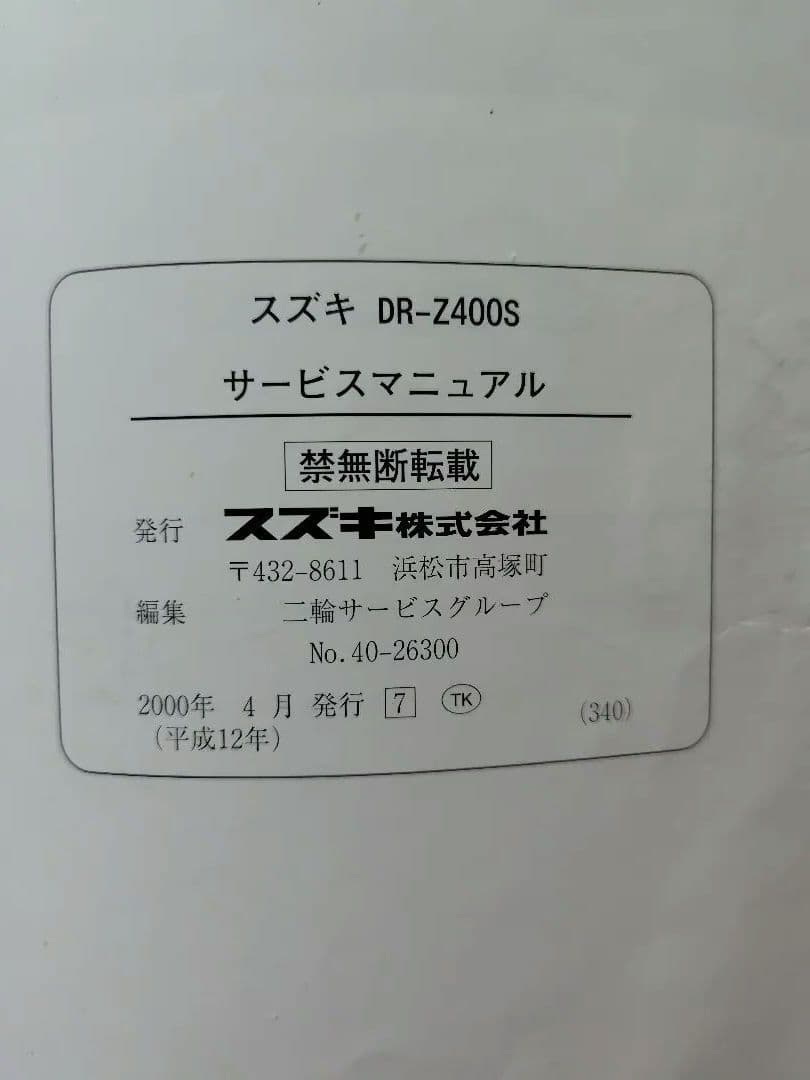 スズキ DR-Z400S
サービスマニュアル
禁無断転載
発行 スズキ株式会社
〒432-8611 浜松市高塚町
編集 二輪サービスグループ
No.40-26300
2000年 4月 発行 7 TK
(平成12年)
(340)